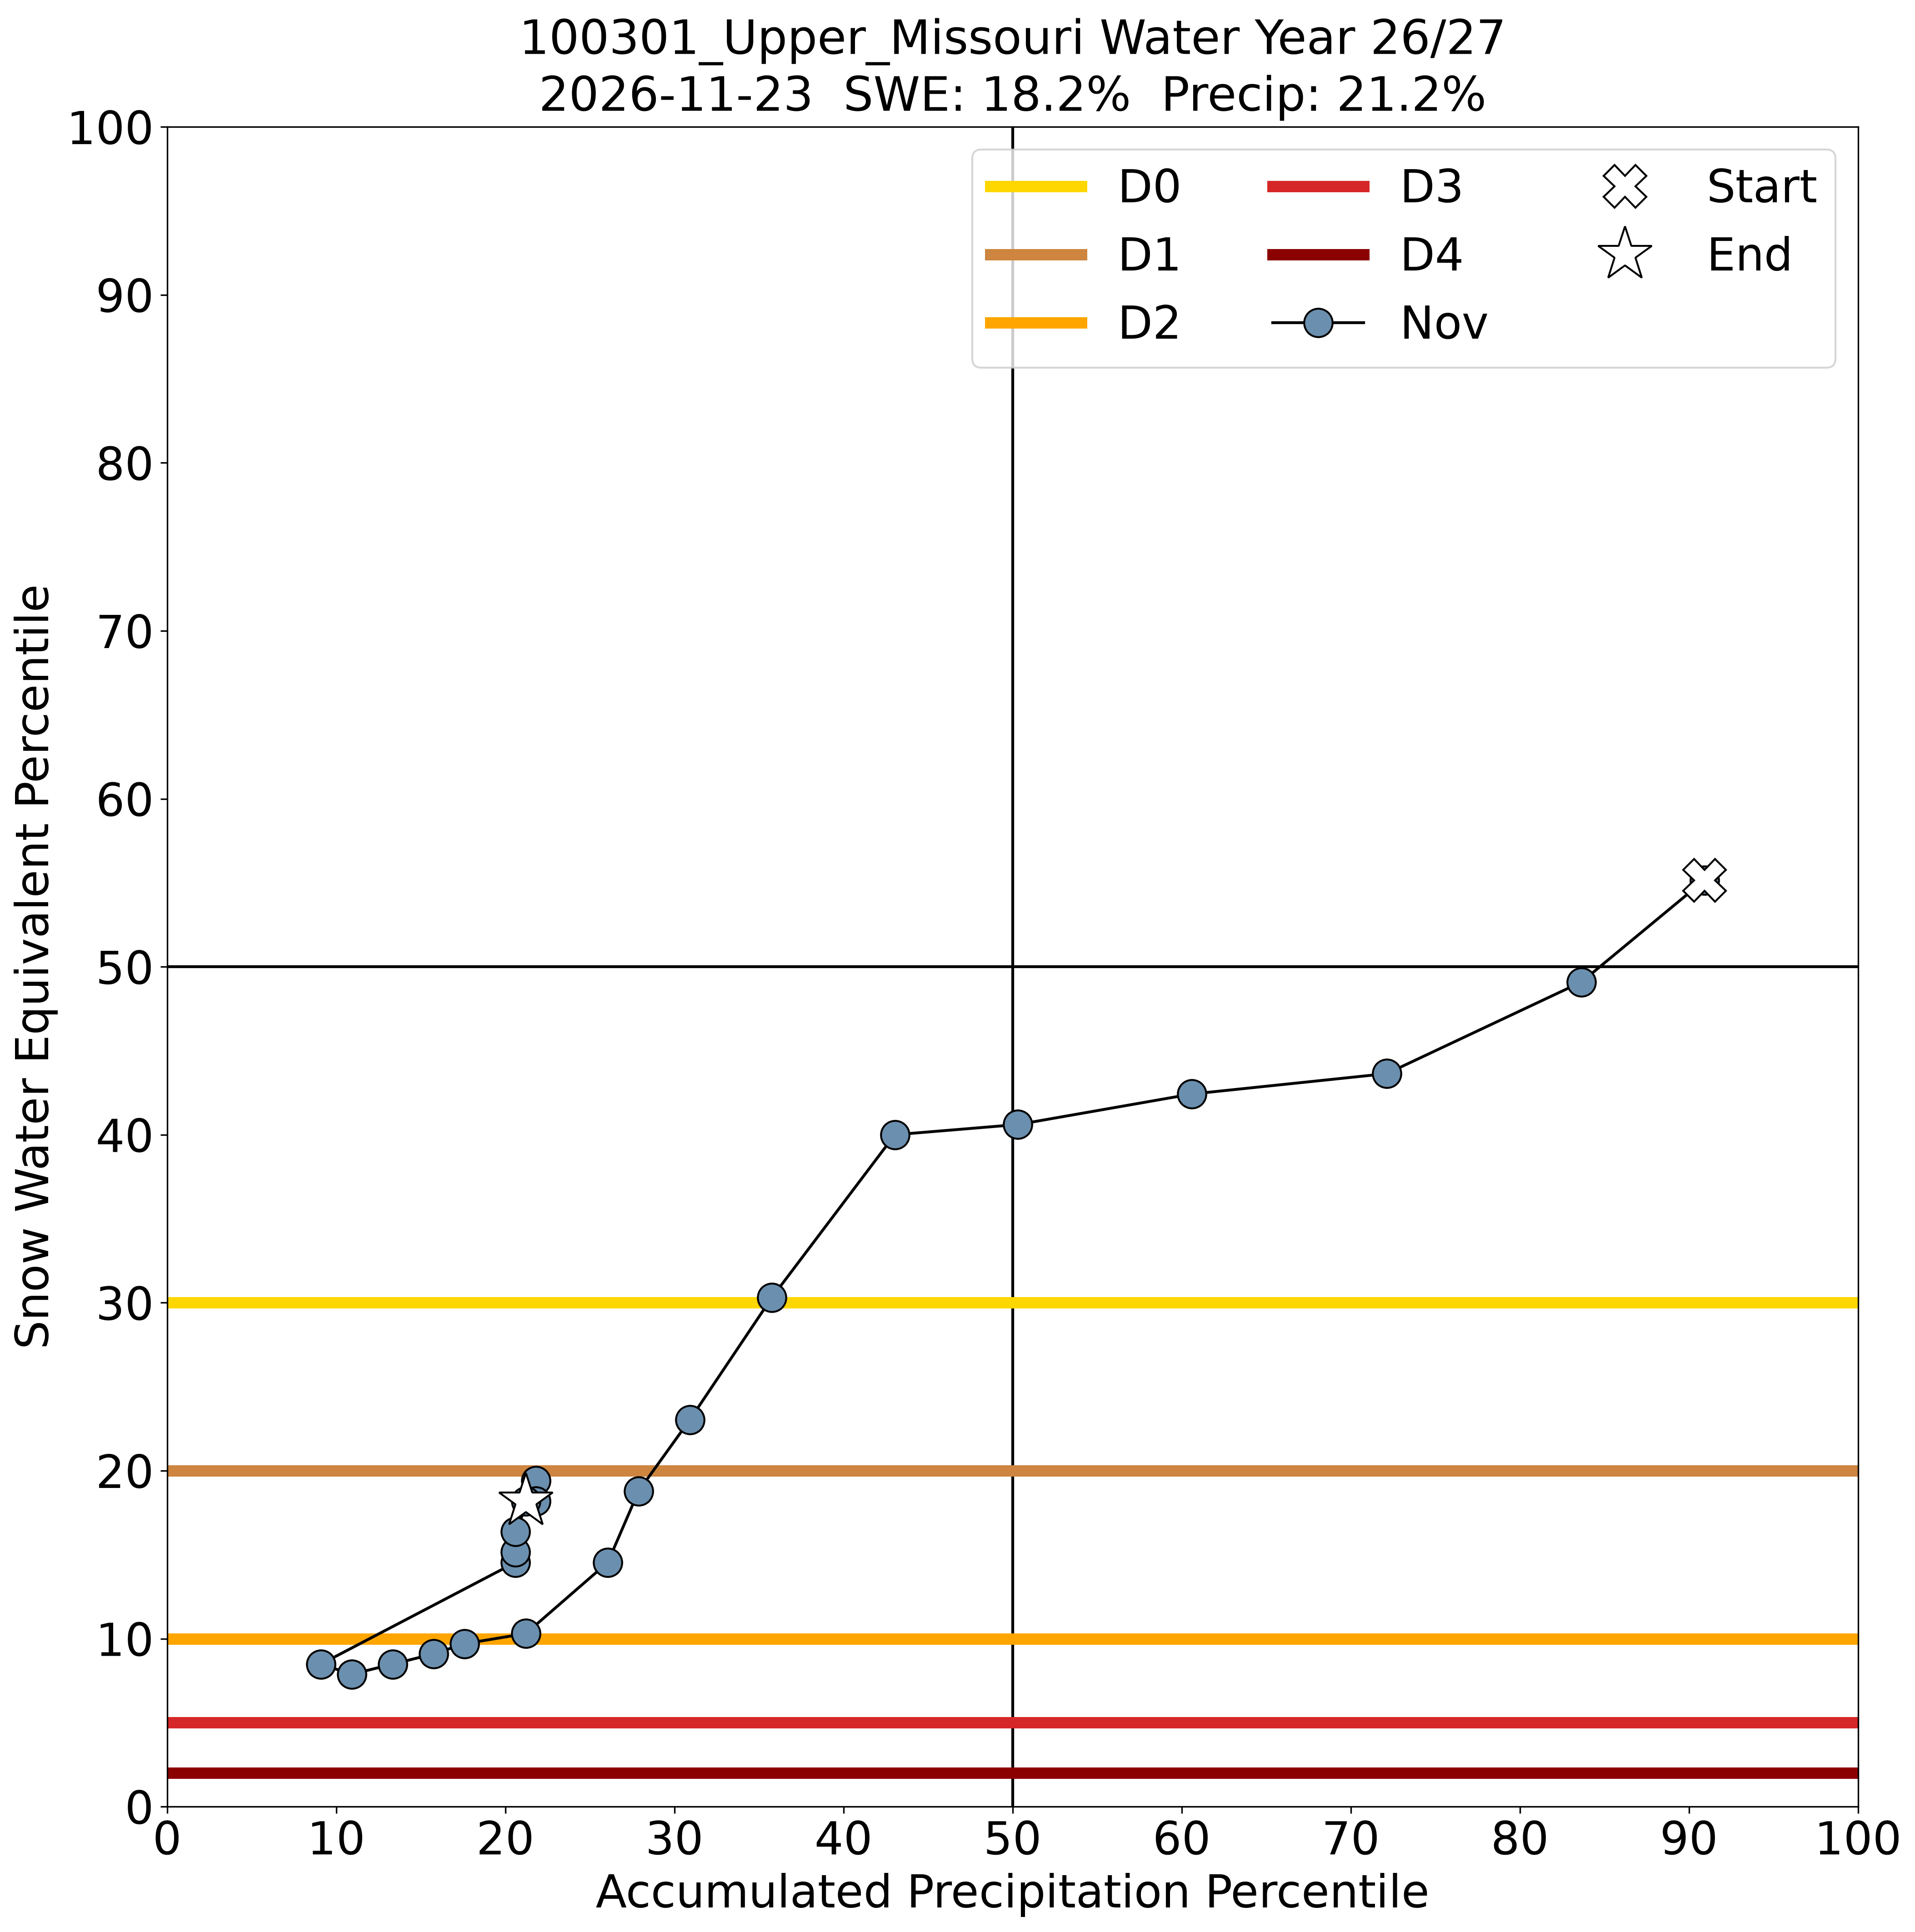 100301_Upper_Missouri Water Year 26/27
2026-11-23 SWE: 18.2% Precip: 21.2%
100
90
80
70
60
50
40
30
20
10
0
Snow Water Equivalent Percentile
D0
D1
D2
D3
D4
Nov
Start
End
0 10 20 30 40 50 60 70 80 90 100
Accumulated Precipitation Percentile